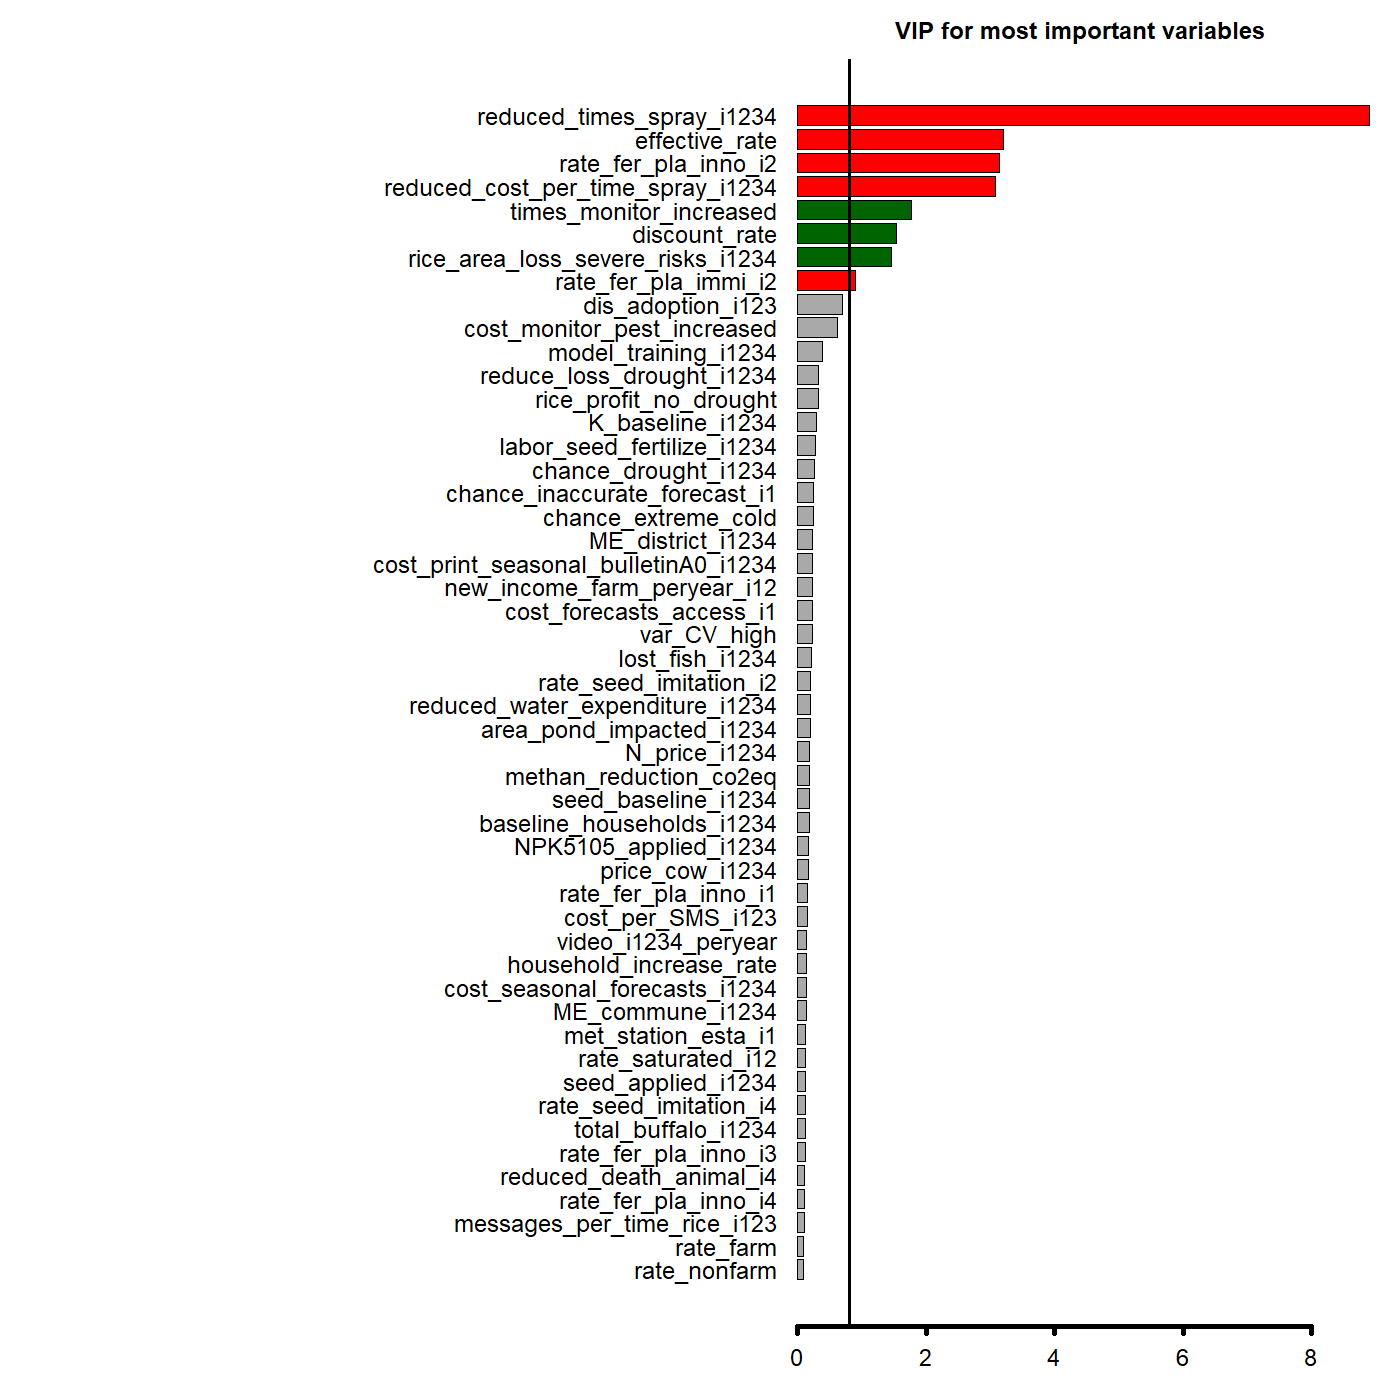 VIP for most important variables
reduced_times_spray_i1234
effective_rate
rate_fer_pla_inno_i2
reduced_cost_per_time_spray_i1234
times_monitor_increased
discount_rate
rice_area_loss_severe_risks_i1234
rate_fer_pla_immi_i2
dis_adoption_i123
cost_monitor_pest_increased
model_training_i1234
reduce_loss_drought_i1234
rice_profit_no_drought
K_baseline_i1234
labor_seed_fertilize_i1234
chance_drought_i1234
chance_inaccurate_forecast_i1
chance_extreme_cold
ME_district_i1234
cost_print_seasonal_bulletinA0_i1234
new_income_farm_peryear_i12
cost_forecasts_access_i1
var_CV_high
lost_fish_i1234
rate_seed_imitation_i2
reduced_water_expenditure_i1234
area_pond_impacted_i1234
N_price_i1234
methan_reduction_co2eq
seed_baseline_i1234
baseline_households_i1234
NPK5105_applied_i1234
price_cow_i1234
rate_fer_pla_inno_i1
cost_per_SMS_i123
video_i1234_peryear
household_increase_rate
cost_seasonal_forecasts_i1234
ME_commune_i1234
met_station_esta_i1
rate_saturated_i12
seed_applied_i1234
rate_seed_imitation_i4
total_buffalo_i1234
rate_fer_pla_inno_i3
reduced_death_animal_i4
rate_fer_pla_inno_i4
messages_per_time_rice_i123
rate_farm
rate_nonfarm
0 2 4 6 8